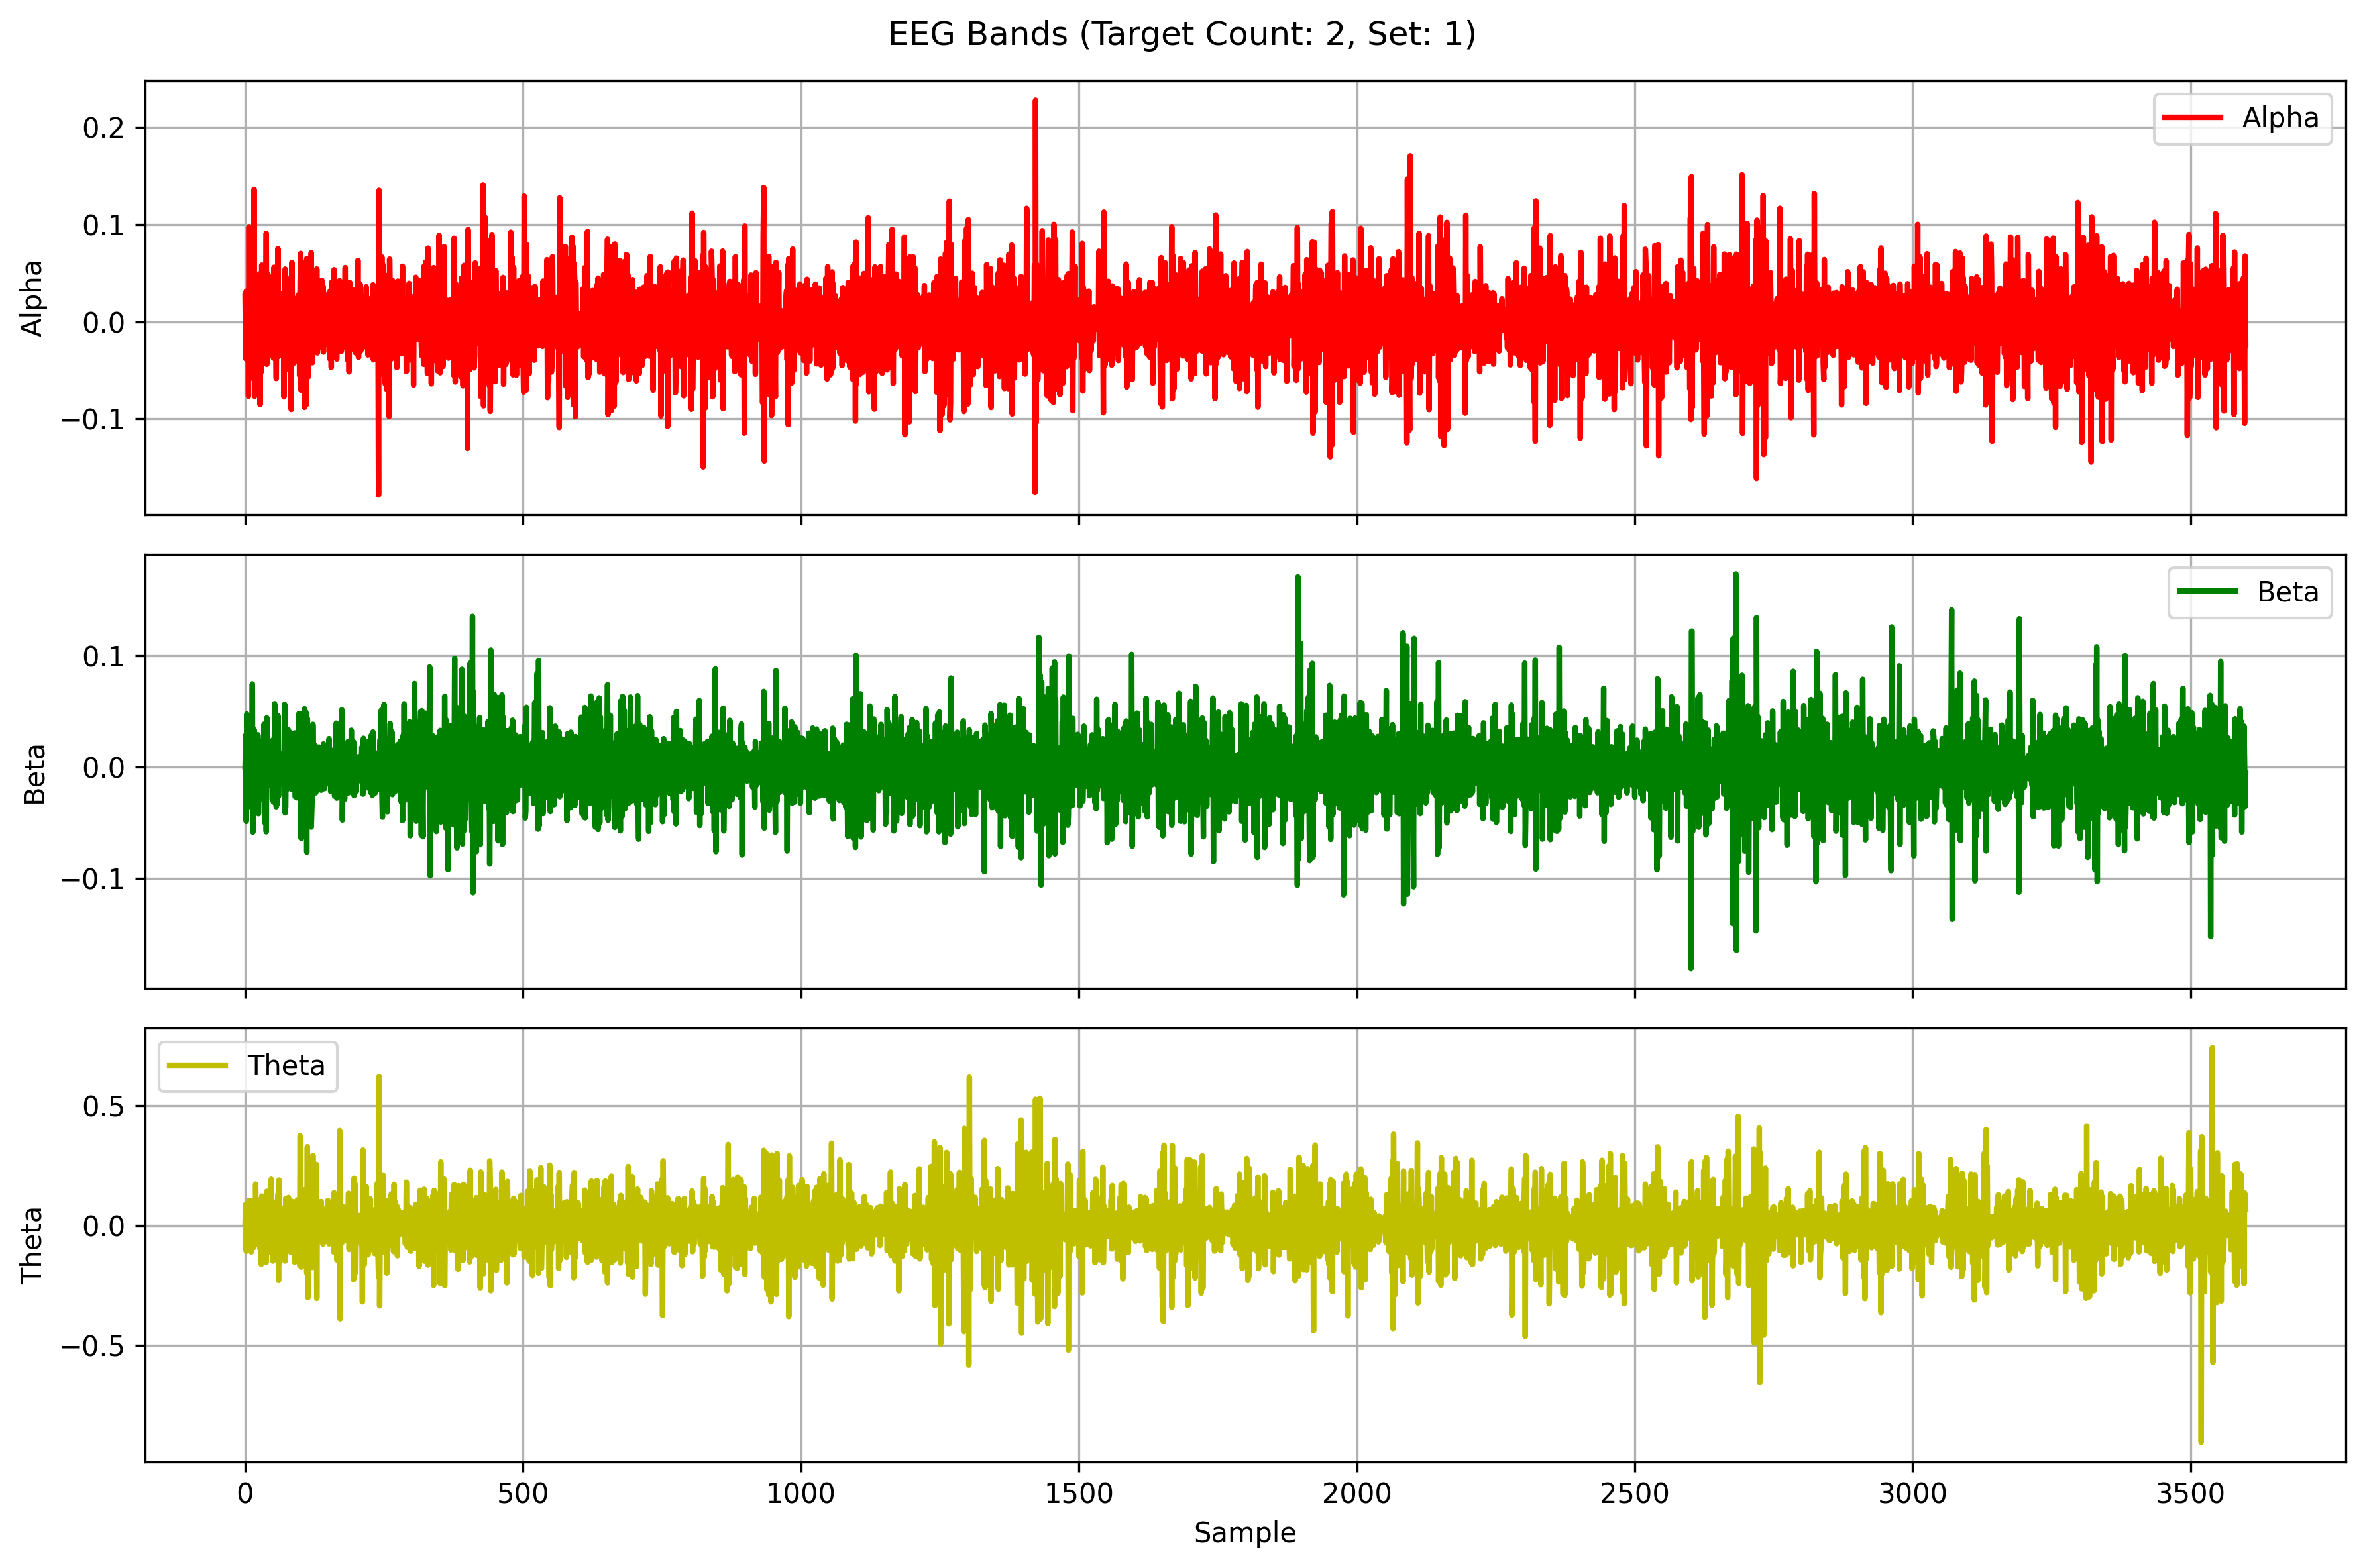 EEG Bands (Target Count: 2, Set: 1)
Alpha
0.2
0.1
0.0
−0.1
Alpha
Beta
0.1
0.0
−0.1
Beta
Theta
0.5
0.0
−0.5
Theta
0 500 1000 1500 2000 2500 3000 3500
Sample